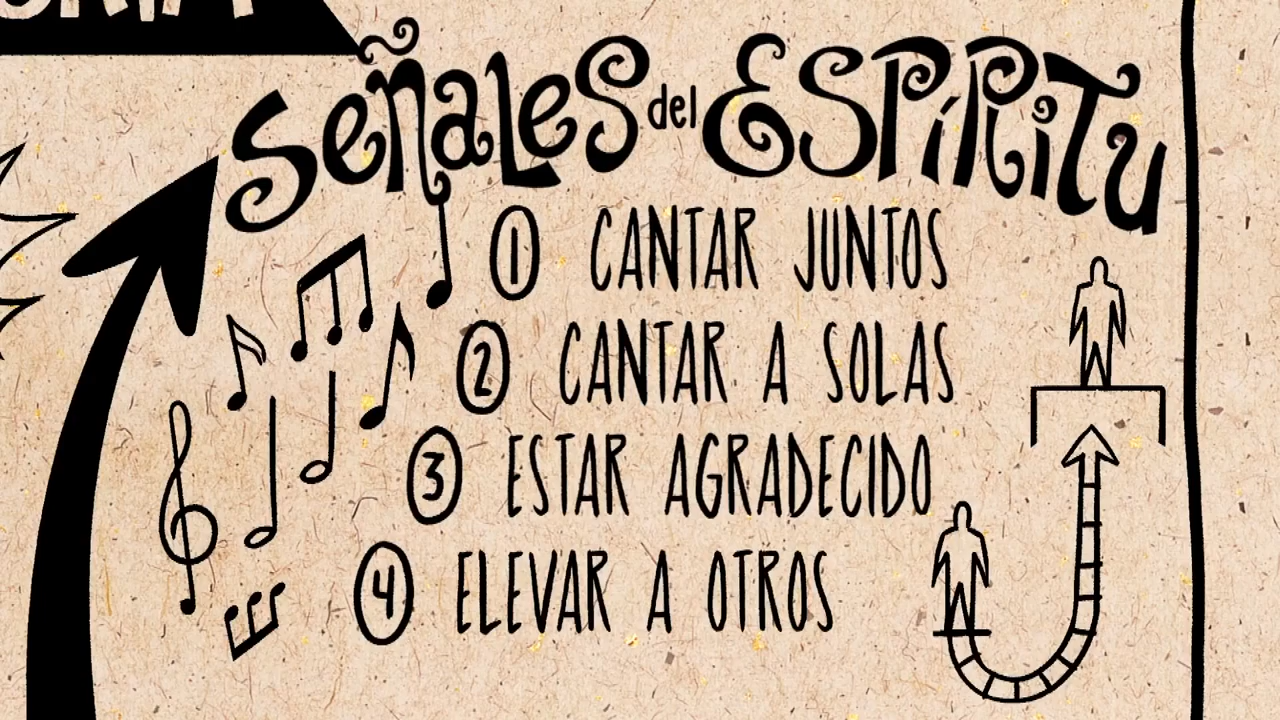 Señales del Espíritu
1 CANTAR JUNTOS
2 CANTAR A SOLAS
3 ESTAR AGRADECIDO
4 ELEVAR A OTROS